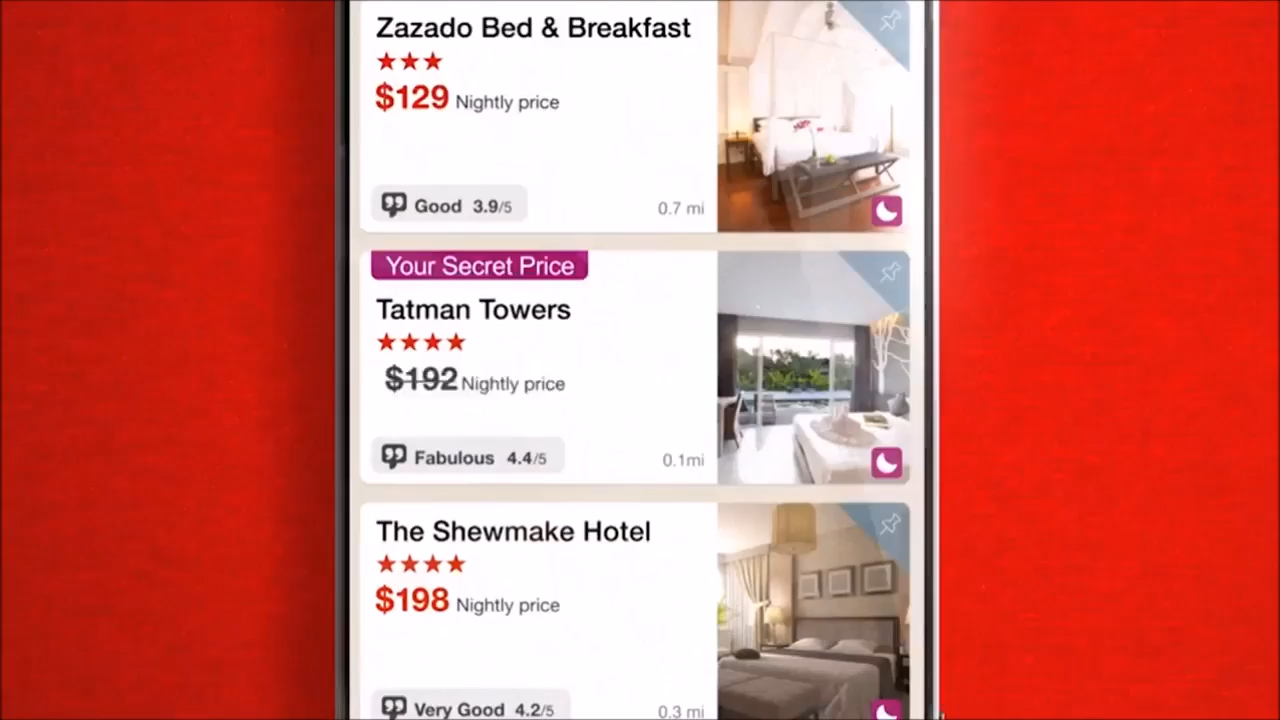 Zazado Bed & Breakfast
$129 Nightly price
Good 3.9/5
0.7 mi
Your Secret Price
Tatman Towers
$192 Nightly price
Fabulous 4.4/5
0.1mi
The Shewmake Hotel
$198 Nightly price
Very Good 4.2/5
0.3 mi